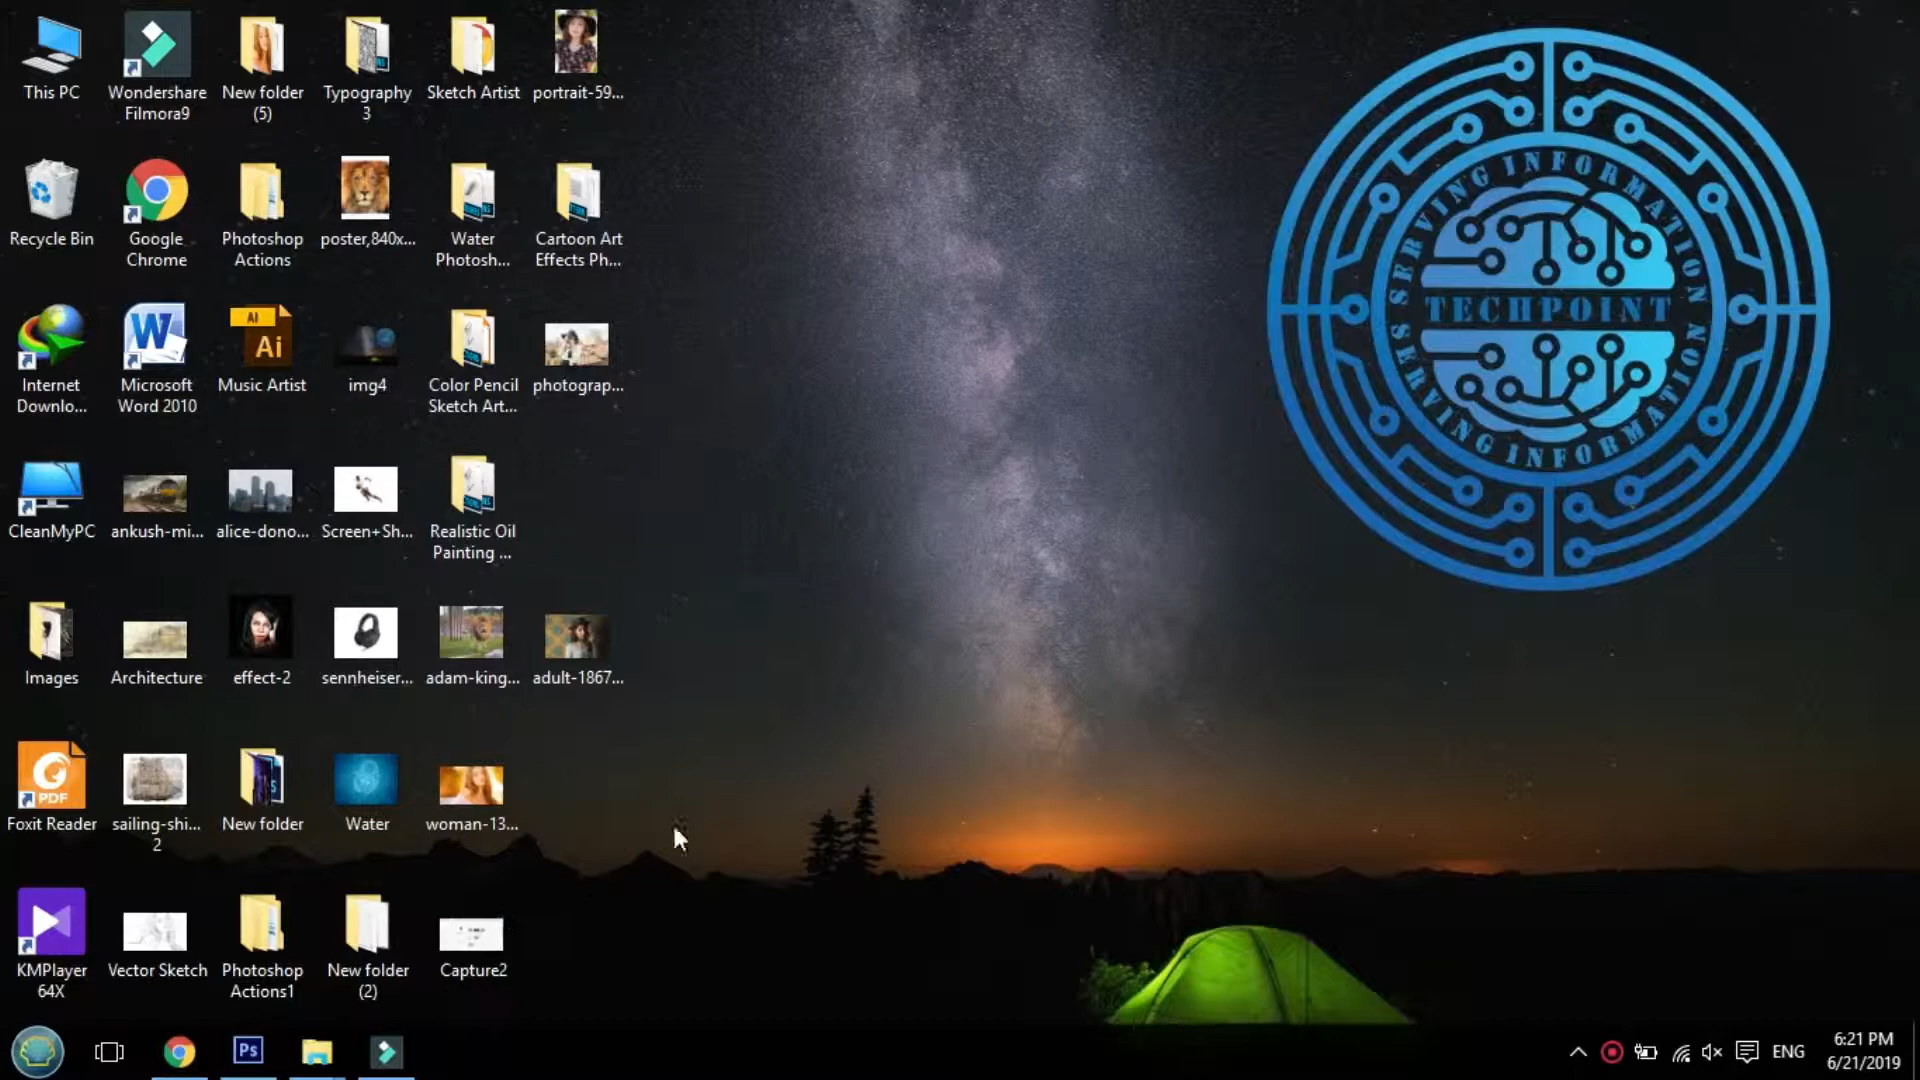 This PC
Wondershare
Filmora9
New folder
(5)
Typography
3
Sketch Artist
portrait-59...
Recycle Bin
Google
Chrome
Photoshop
Actions
poster,840x...
Water
Photosh...
Cartoon Art
Effects Ph...
Internet
Downlo...
Microsoft
Word 2010
AI
Ai
Music Artist
img4
Color Pencil
Sketch Art...
photograp...
CleanMyPC
ankush-mi...
alice-dono...
Screen+Sh...
Realistic Oil
Painting ...
Images
Architecture
effect-2
sennheiser...
adam-king...
adult-1867...
PDF
Foxit Reader
sailing-shi...
2
New folder
Water
woman-13...
KMPlayer
64X
Vector Sketch
Photoshop
Actions1
New folder
(2)
Capture2
SERVING INFORMATION
TECHPOINT
SERVING INFORMATION
Ps
ENG
6:21 PM
6/21/2019